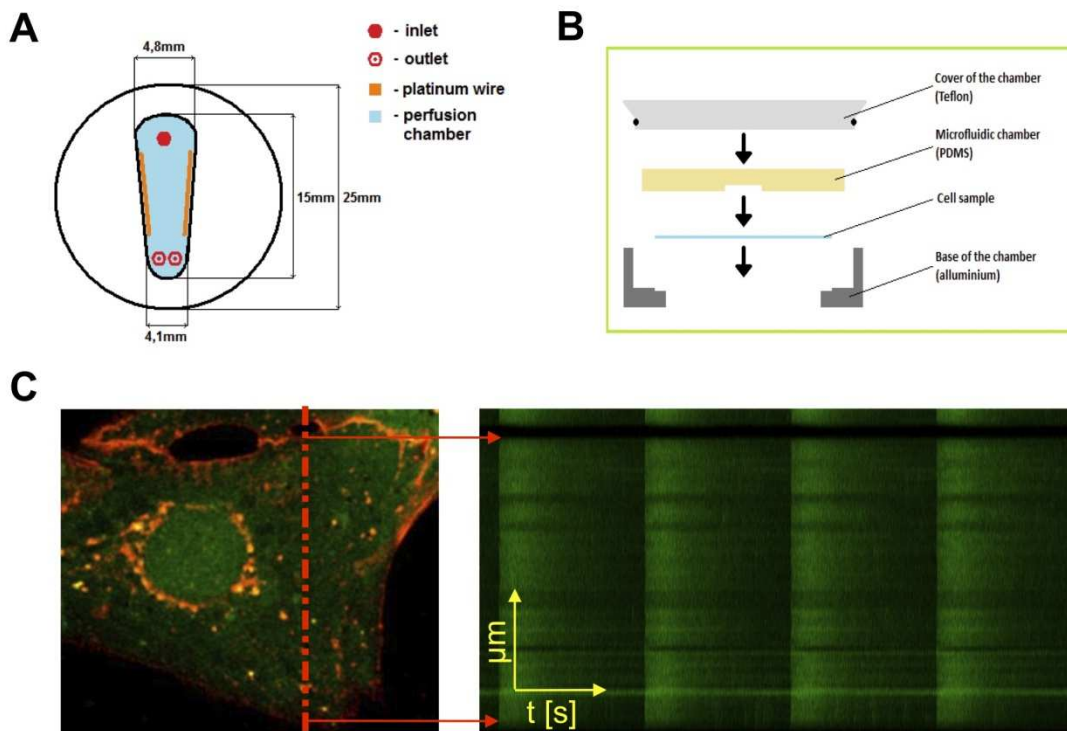 A
4,8mm
- inlet
- outlet
- platinum wire
- perfusion
chamber
15mm
25mm
4,1mm
B
Cover of the chamber
(Teflon)
Microfluidic chamber
(PDMS)
Cell sample
Base of the chamber
(alluminium)
C
µm
t [s]